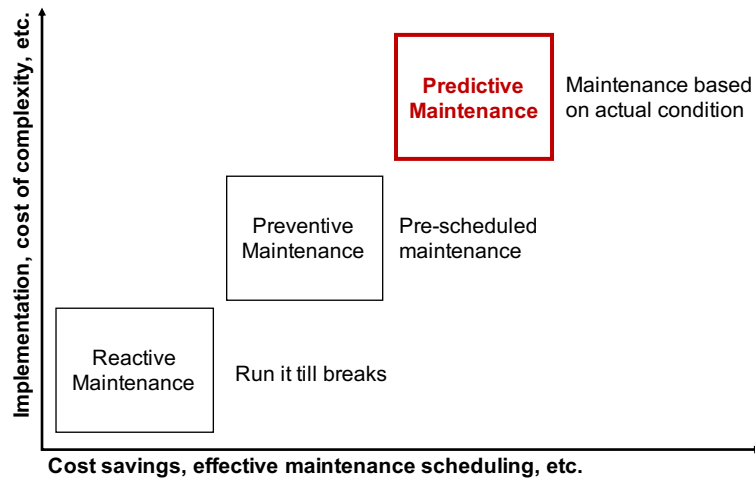 Implementation, cost of complexity, etc.
Predictive
Maintenance
Maintenance based
on actual condition
Preventive
Maintenance
Pre-scheduled
maintenance
Reactive
Maintenance
Run it till breaks
Cost savings, effective maintenance scheduling, etc.